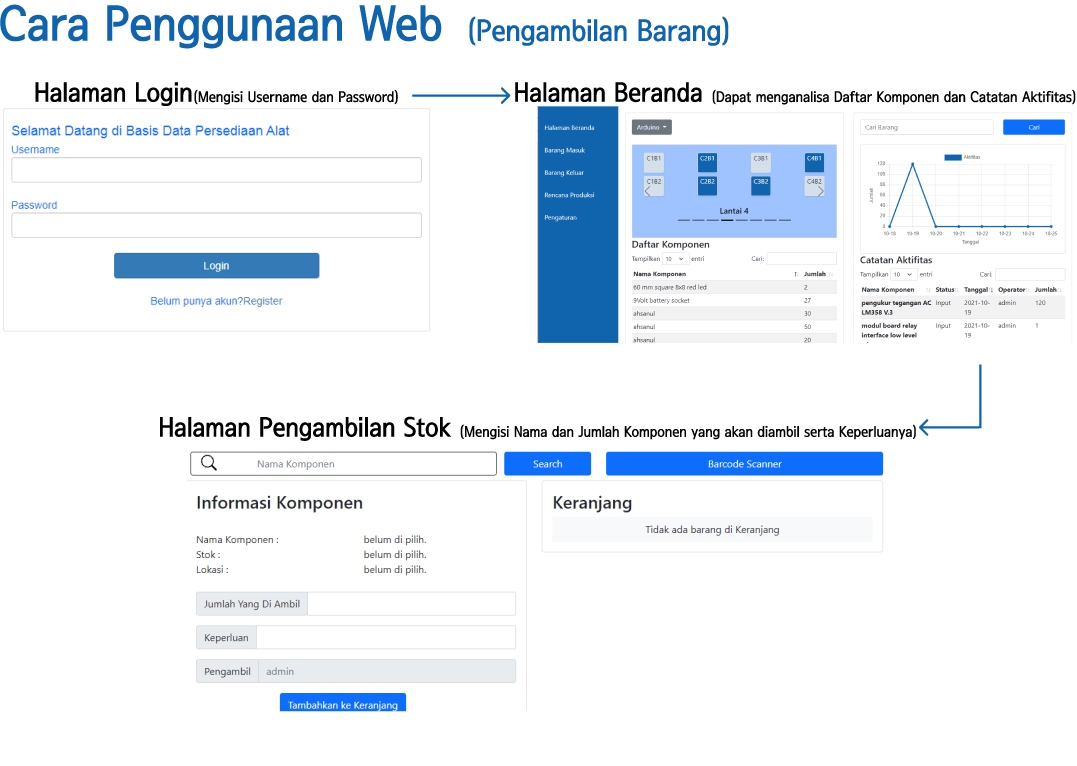 Cara Penggunaan Web (Pengambilan Barang)
Halaman Login(Mengisi Username dan Password)
Selamat Datang di Basis Data Persediaan Alat
Username
Password
Login
Belum punya akun?Register
Halaman Beranda (Dapat menganalisa Daftar Komponen dan Catatan Aktifitas)
Halaman Beranda
Barang Masuk
Barang Keluar
Rencana Produksi
Pengaturan
Arduino
C1B1 C2B1 C3B1 C4B1
C1B2 C2B2 C3B2 C4B2
Lantai 4
Daftar Komponen
Tampilkan 10 entri Cari:
Nama Komponen Jumlah
60 mm square 8x8 red led 2
9Volt battery socket 27
ahsanul 30
ahsanul 50
ahsanul 20
Cari Barang Cari
Aktifitas
120
100
80
60
40
20
0
Jumlah
10-18 10-19 10-20 10-21 10-22 10-23 10-24 10-25
Tanggal
Catatan Aktifitas
Tampilkan 10 entri Cari:
Nama Komponen Status Tanggal Operator Jumlah
pengukur tegangan AC Input 2021-10- admin 120
LM358 V.3 19
modul board relay Input 2021-10- admin 1
interface low level 19
Halaman Pengambilan Stok (Mengisi Nama dan Jumlah Komponen yang akan diambil serta Keperluanya)
Nama Komponen Search Barcode Scanner
Informasi Komponen
Nama Komponen : belum di pilih.
Stok : belum di pilih.
Lokasi : belum di pilih.
Jumlah Yang Di Ambil
Keperluan
Pengambil admin
Tambahkan ke Keranjang
Keranjang
Tidak ada barang di Keranjang